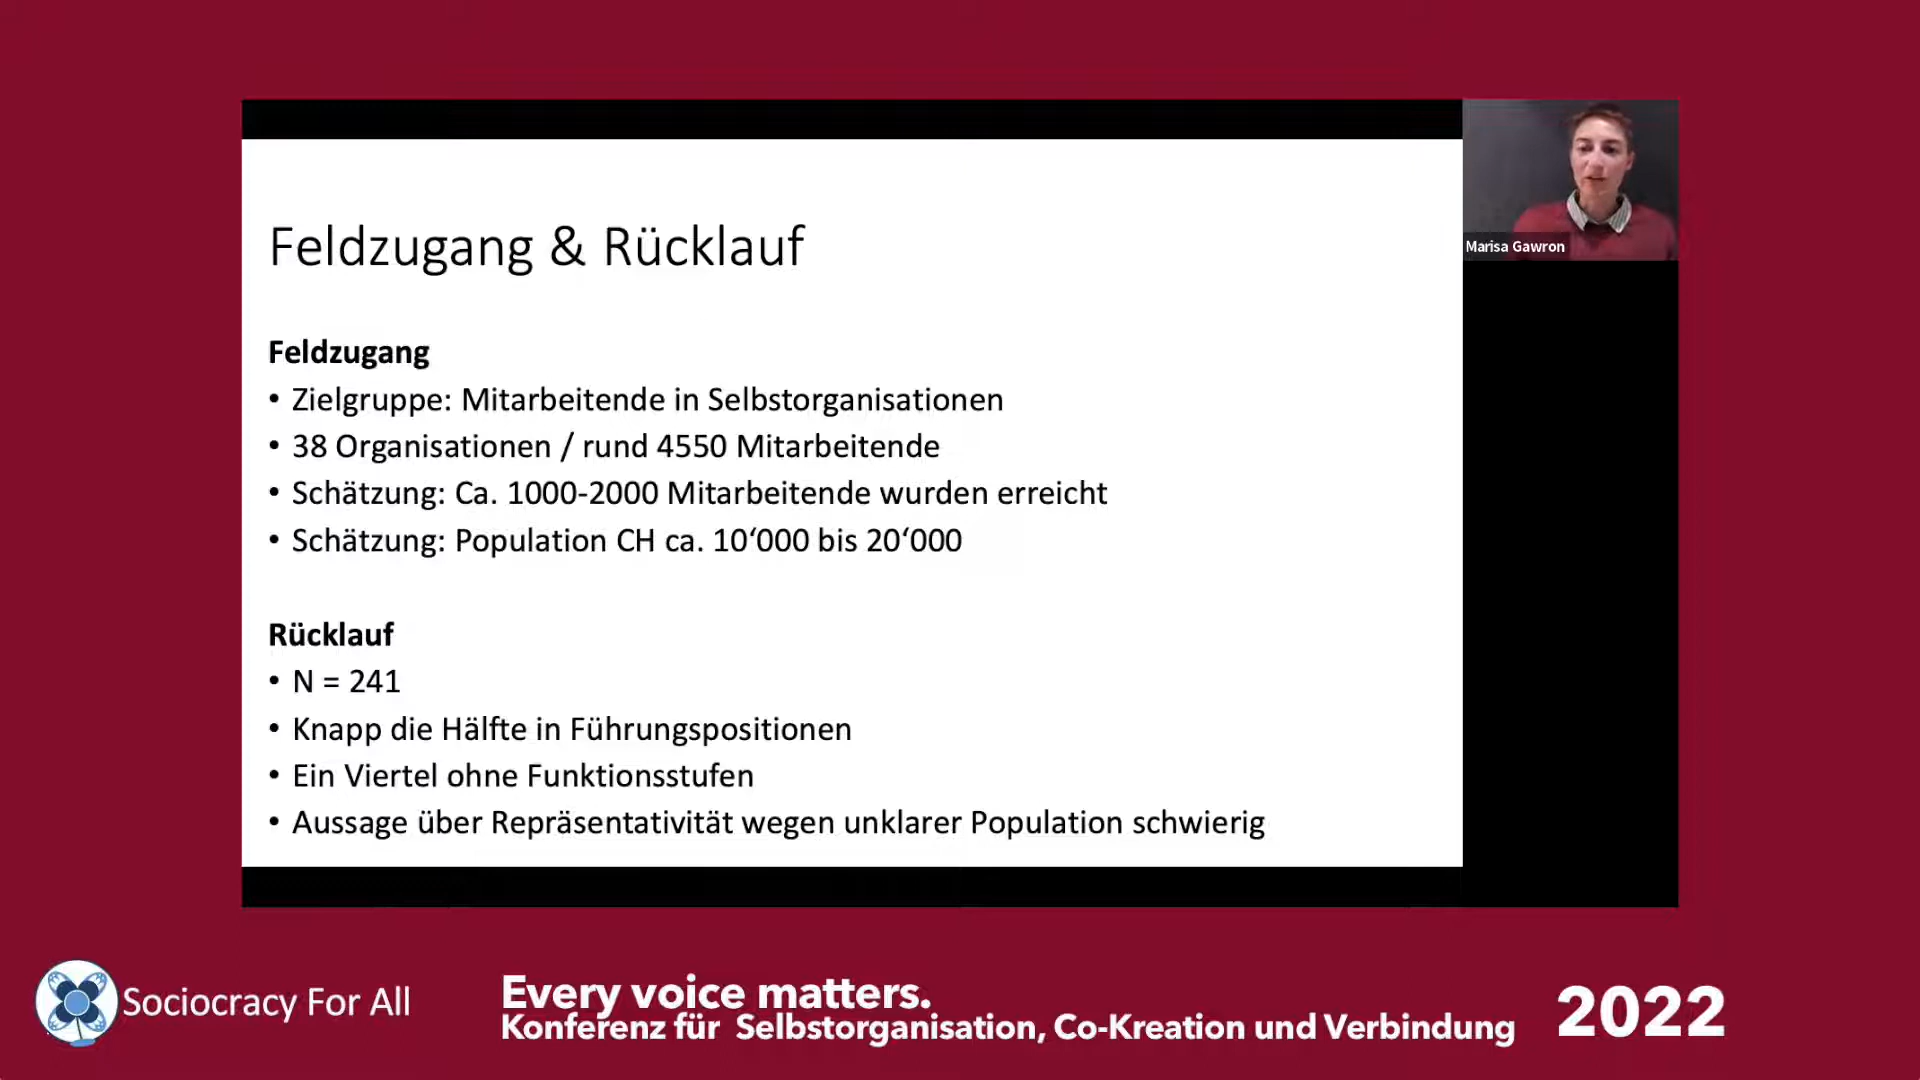 Feldzugang & Rücklauf
Feldzugang
• Zielgruppe: Mitarbeitende in Selbstorganisationen
• 38 Organisationen / rund 4550 Mitarbeitende
• Schätzung: Ca. 1000-2000 Mitarbeitende wurden erreicht
• Schätzung: Population CH ca. 10‘000 bis 20‘000
Rücklauf
• N = 241
• Knapp die Hälfte in Führungspositionen
• Ein Viertel ohne Funktionsstufen
• Aussage über Repräsentativität wegen unklarer Population schwierig
Marisa Gawron
Sociocracy For All
Every voice matters.
Konferenz für Selbstorganisation, Co-Kreation und Verbindung
2022